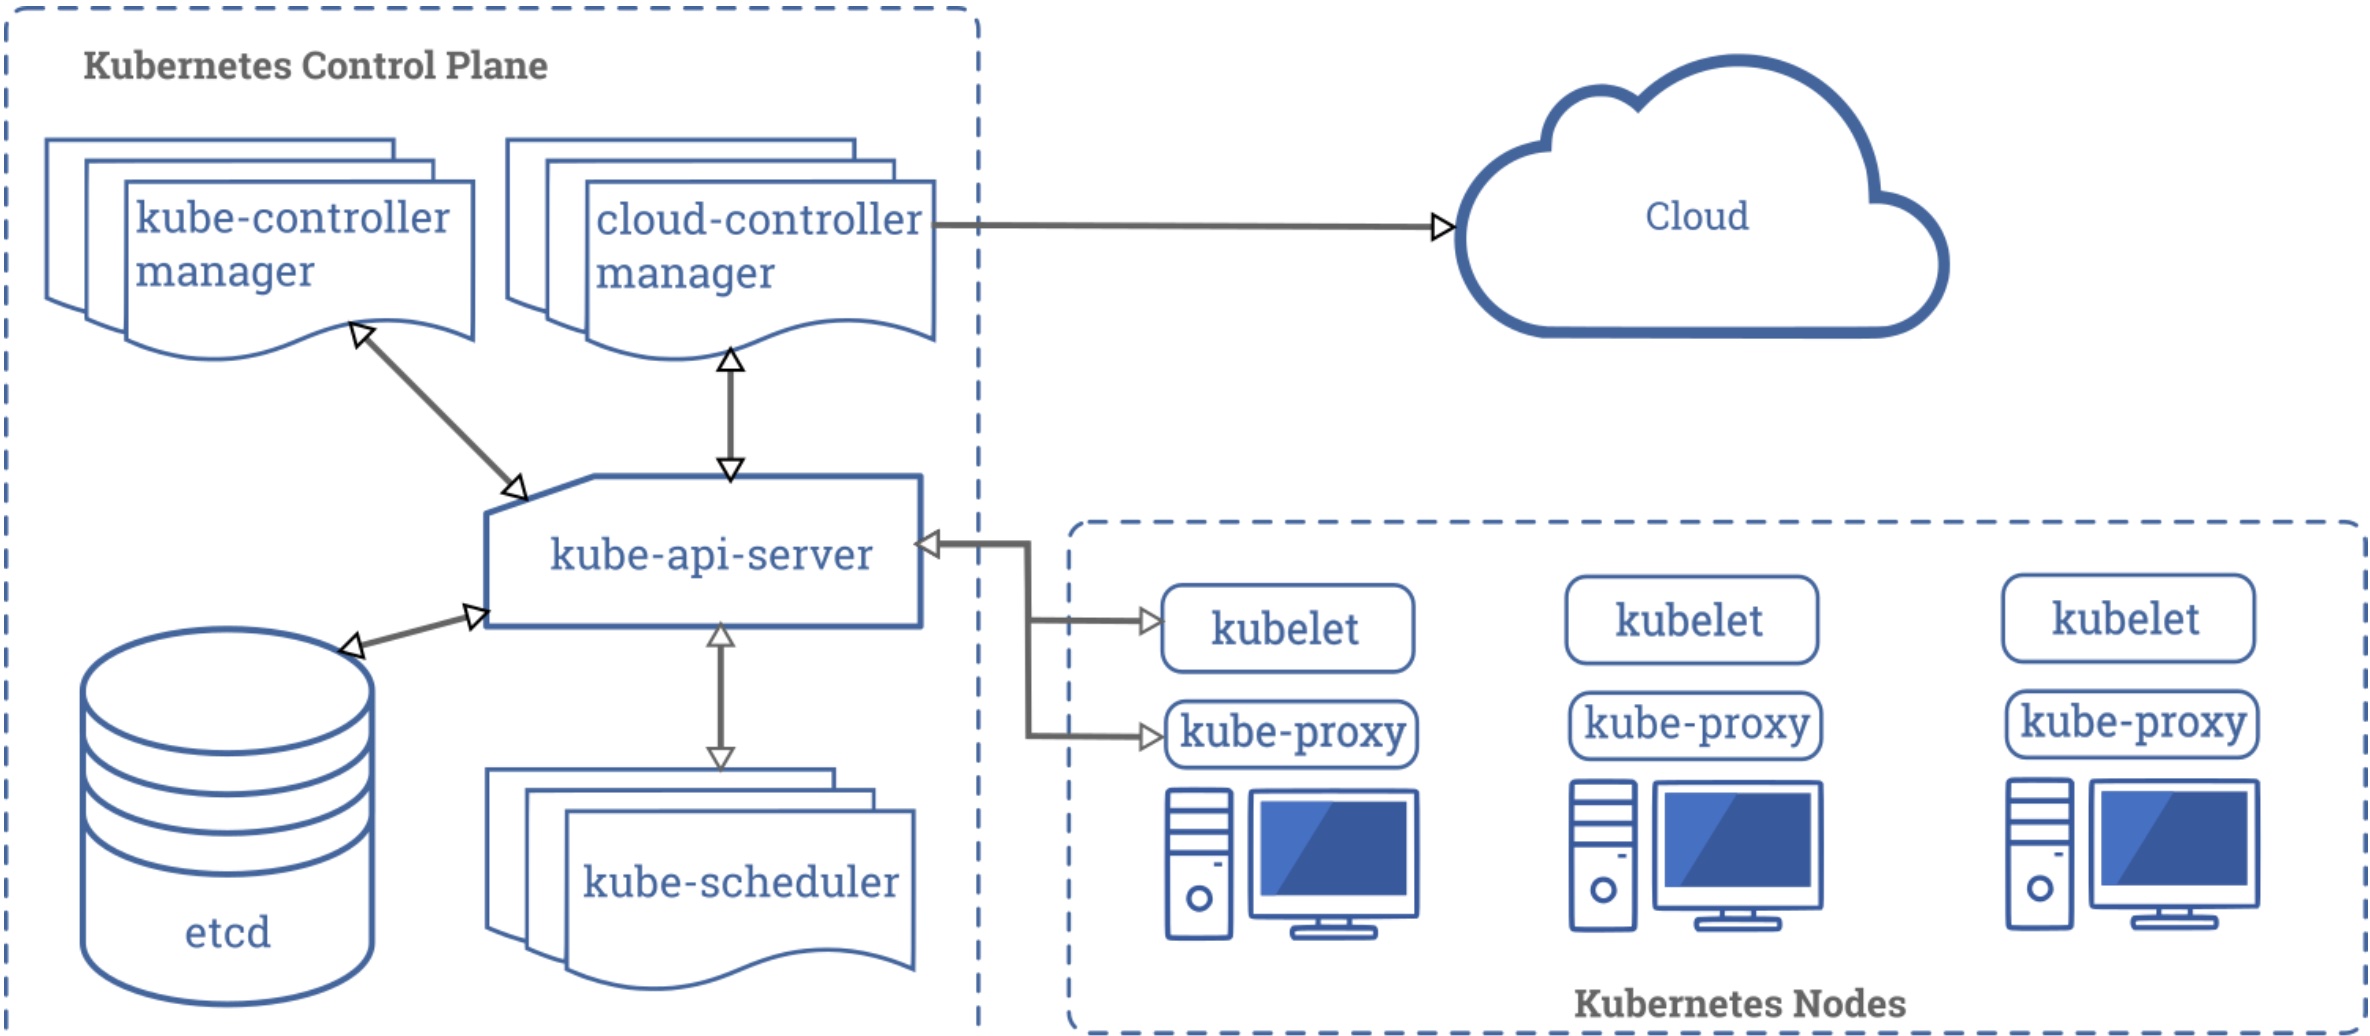 Kubernetes Control Plane
kube-controller
manager
cloud-controller
manager
Cloud
kube-api-server
etcd
kube-scheduler
kubelet
kube-proxy
kubelet
kube-proxy
kubelet
kube-proxy
Kubernetes Nodes